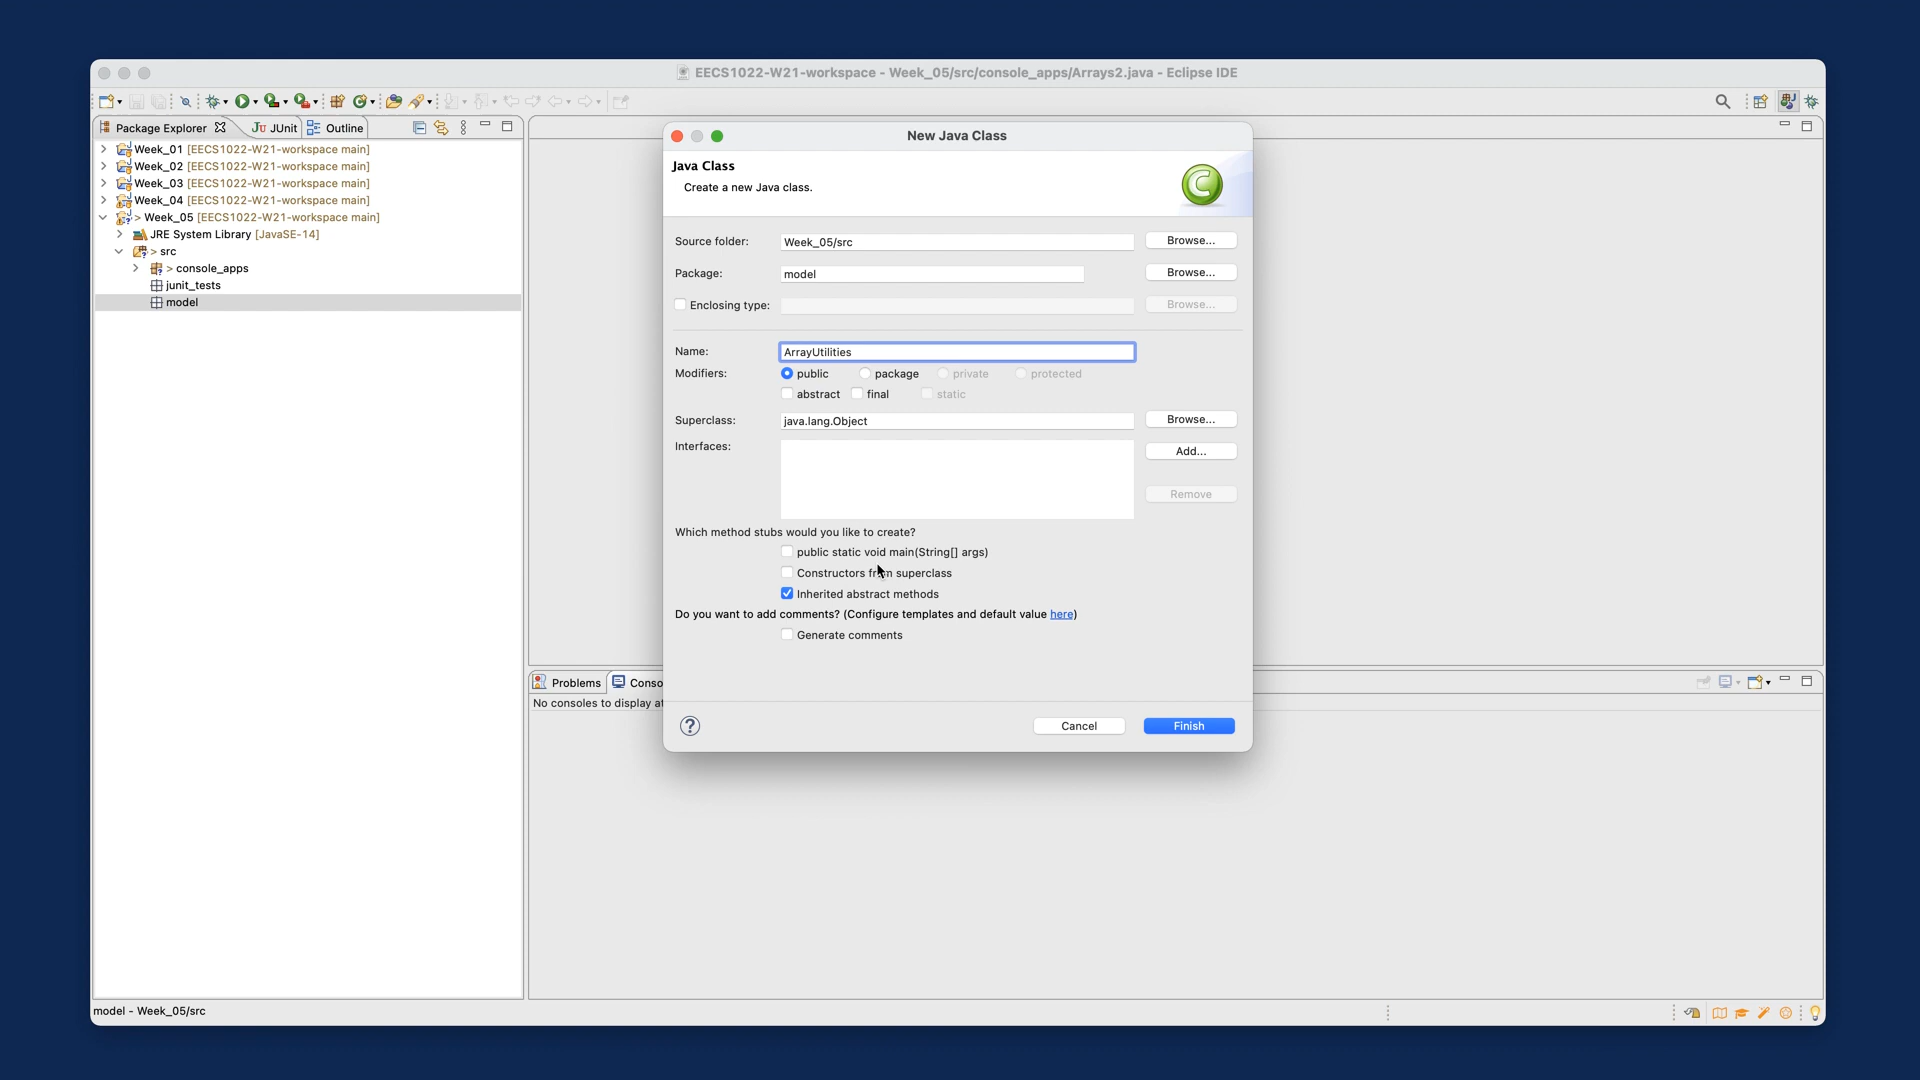 EECS1022-W21-workspace - Week_05/src/console_apps/Arrays2.java - Eclipse IDE
Package Explorer
JU JUnit
Outline
Week_01 [EECS1022-W21-workspace main]
Week_02 [EECS1022-W21-workspace main]
Week_03 [EECS1022-W21-workspace main]
Week_04 [EECS1022-W21-workspace main]
> Week_05 [EECS1022-W21-workspace main]
JRE System Library [JavaSE-14]
> src
> console_apps
junit_tests
model
New Java Class
Java Class
Create a new Java class.
C
Source folder: Week_05/src Browse...
Package: model Browse...
Enclosing type: Browse...
Name: ArrayUtilities
Modifiers: public package private protected
abstract final static
Superclass: java.lang.Object Browse...
Interfaces: Add...
Remove
Which method stubs would you like to create?
public static void main(String[] args)
Constructors from superclass
Inherited abstract methods
Do you want to add comments? (Configure templates and default value here)
Generate comments
? Cancel Finish
Problems Conso
No consoles to display at
model - Week_05/src